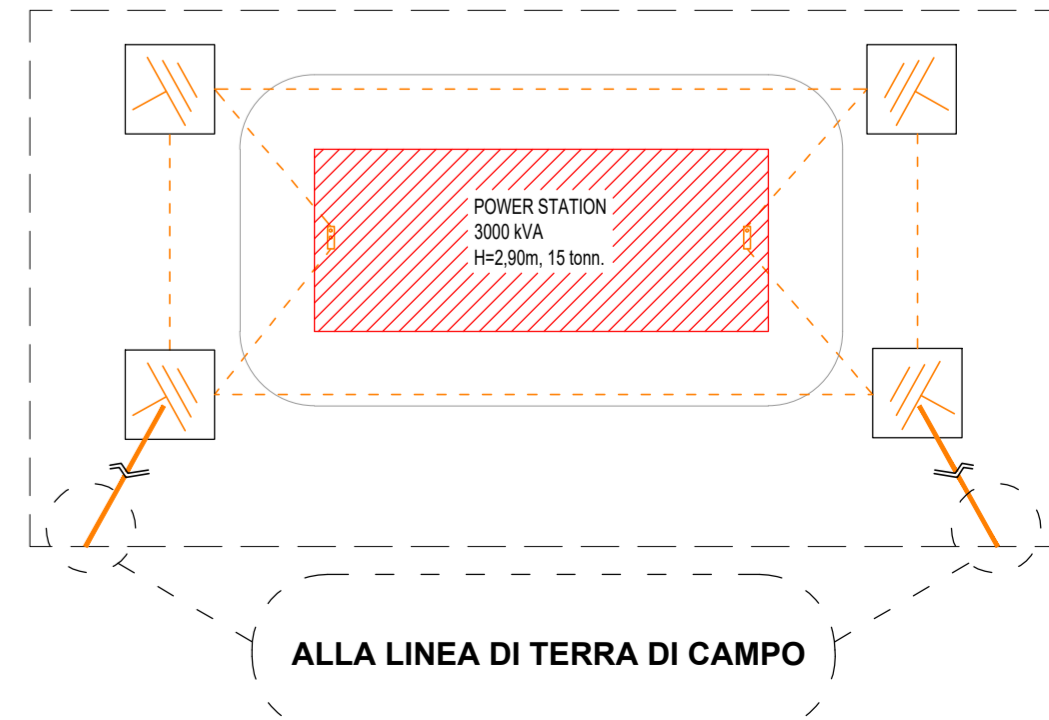 POWER STATION
3000 kVA
H=2,90m, 15 tonn.
ALLA LINEA DI TERRA DI CAMPO